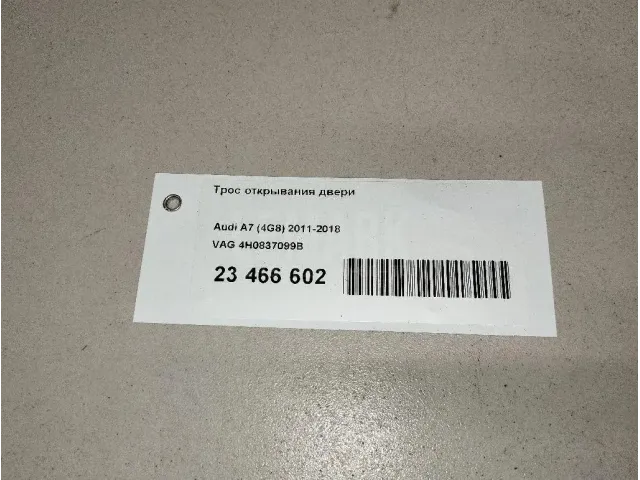 Трос открывания двери
Audi A7 (4G8) 2011-2018
VAG 4H0837099B
23 466 602